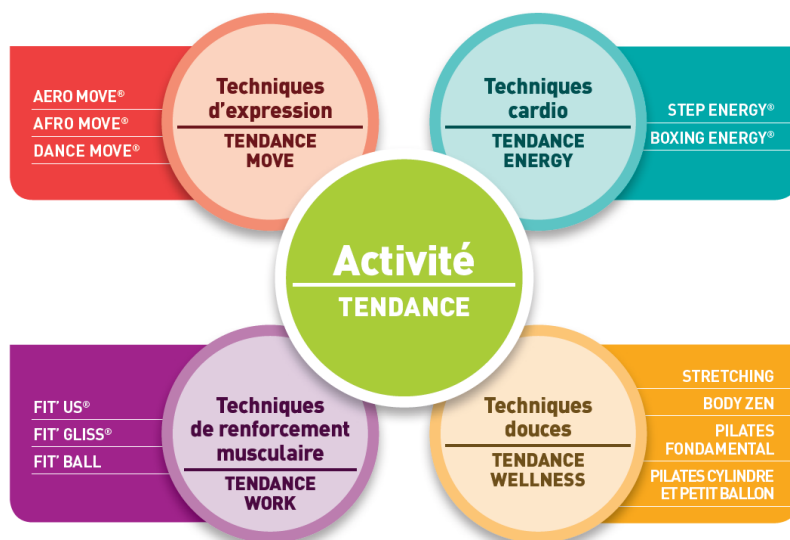 AERO MOVE®
AFRO MOVE®
DANCE MOVE®
Techniques
d'expression
TENDANCE
MOVE
Techniques
cardio
TENDANCE
ENERGY
STEP ENERGY®
BOXING ENERGY®
Activité
TENDANCE
FIT' US®
FIT' GLISS®
FIT' BALL
Techniques
de renforcement
musculaire
TENDANCE
WORK
Techniques
douces
TENDANCE
WELLNESS
STRETCHING
BODY ZEN
PILATES
FONDAMENTAL
PILATES CYLINDRE
ET PETIT BALLON